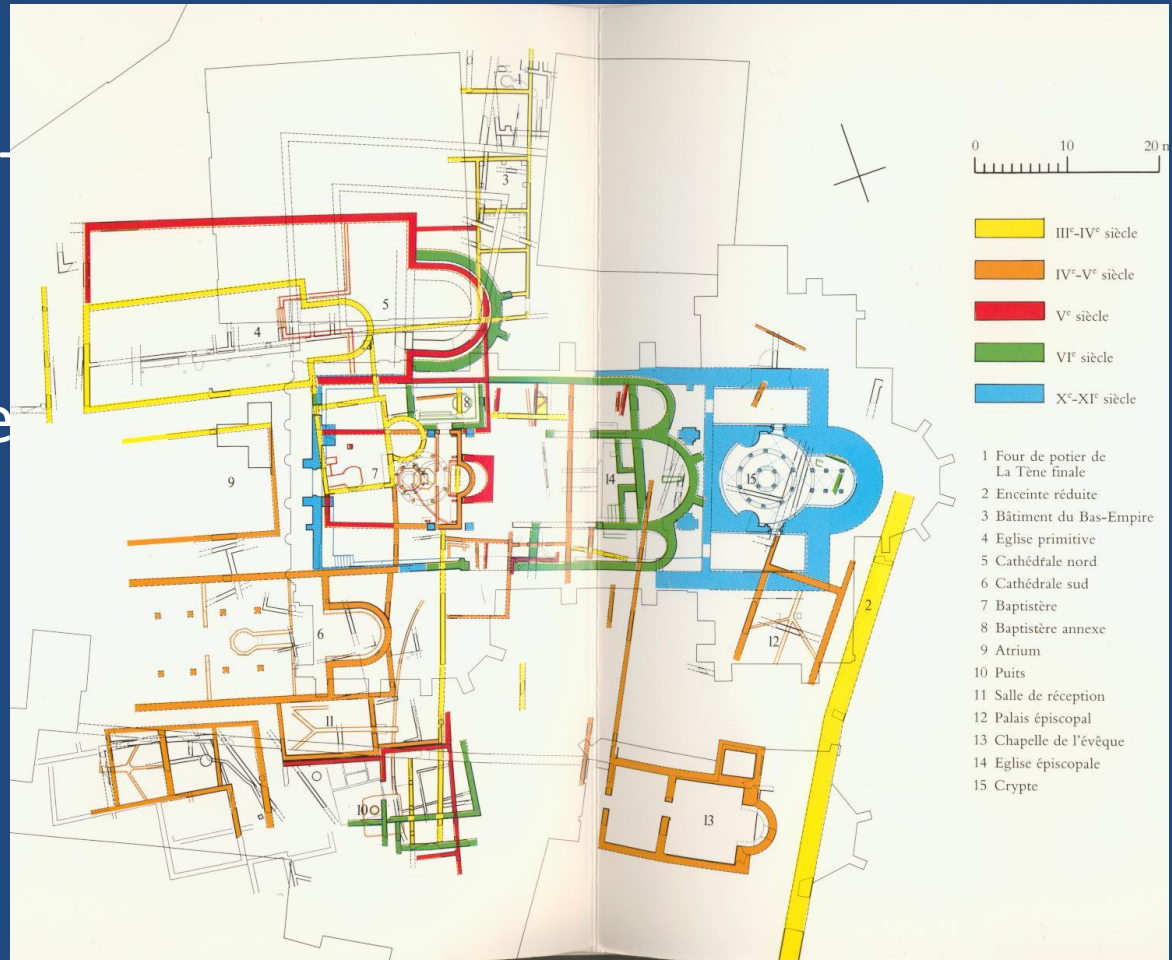 0 10 20 m
IIIe-IVe siècle
IVe-Ve siècle
Ve siècle
VIe siècle
Xe-XIe siècle
1 Four de potier de
La Tène finale
2 Enceinte réduite
3 Bâtiment du Bas-Empire
4 Eglise primitive
5 Cathédrale nord
6 Cathédrale sud
7 Baptistère
8 Baptistère annexe
9 Atrium
10 Puits
11 Salle de réception
12 Palais épiscopal
13 Chapelle de l'évêque
14 Eglise épiscopale
15 Crypte
1
3
5
4
8
7
9
14
15
2
6
12
11
10
13
e